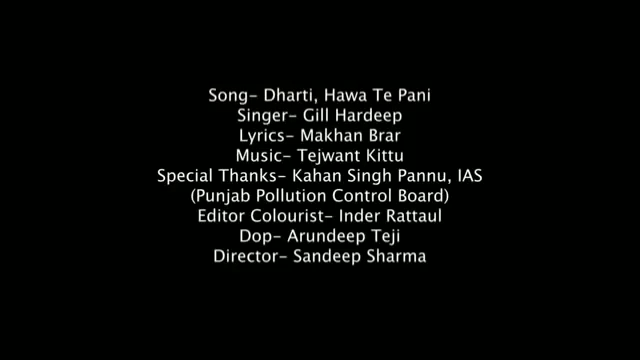 Song- Dharti, Hawa Te Pani
Singer- Gill Hardeep
Lyrics- Makhan Brar
Music- Tejwant Kittu
Special Thanks- Kahan Singh Pannu, IAS
(Punjab Pollution Control Board)
Editor Colourist- Inder Rattaul
Dop- Arundeep Teji
Director- Sandeep Sharma